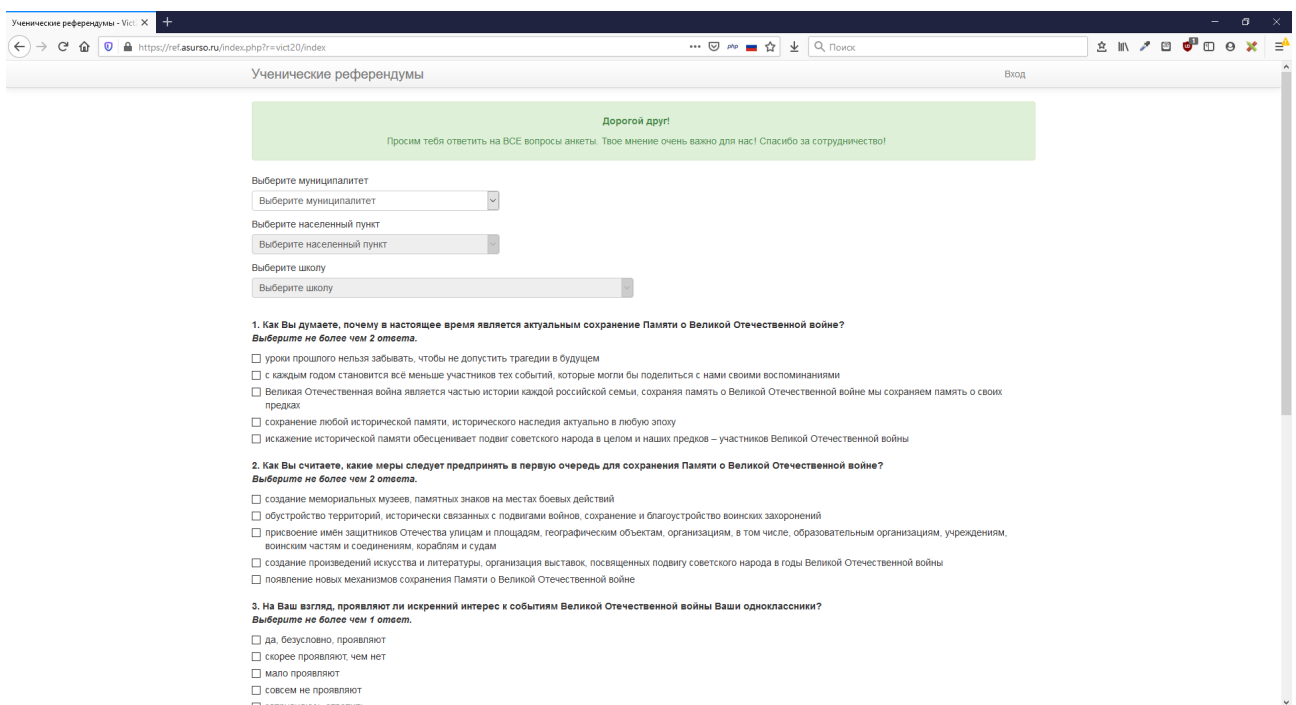 Ученические референдумы - Vict
https://ref.asurso.ru/index.php?r=vict20/index
php
Поиск
Ученические референдумы
Вход
Дорогой друг!
Просим тебя ответить на ВСЕ вопросы анкеты. Твое мнение очень важно для нас! Спасибо за сотрудничество!
Выберите муниципалитет
Выберите муниципалитет
Выберите населенный пункт
Выберите населенный пункт
Выберите школу
Выберите школу
1. Как Вы думаете, почему в настоящее время является актуальным сохранение Памяти о Великой Отечественной войне?
Выберите не более чем 2 ответа.
уроки прошлого нельзя забывать, чтобы не допустить трагедии в будущем
с каждым годом становится всё меньше участников тех событий, которые могли бы поделиться с нами своими воспоминаниями
Великая Отечественная война является частью истории каждой российской семьи, сохраняя память о Великой Отечественной войне мы сохраняем память о своих
предках
сохранение любой исторической памяти, исторического наследия актуально в любую эпоху
искажение исторической памяти обесценивает подвиг советского народа в целом и наших предков – участников Великой Отечественной войны
2. Как Вы считаете, какие меры следует предпринять в первую очередь для сохранения Памяти о Великой Отечественной войне?
Выберите не более чем 2 ответа.
создание мемориальных музеев, памятных знаков на местах боевых действий
обустройство территорий, исторически связанных с подвигами войнов, сохранение и благоустройство воинских захоронений
присвоение имён защитников Отечества улицам и площадям, географическим объектам, организациям, в том числе, образовательным организациям, учреждениям,
воинским частям и соединениям, кораблям и судам
создание произведений искусства и литературы, организация выставок, посвященных подвигу советского народа в годы Великой Отечественной войны
появление новых механизмов сохранения Памяти о Великой Отечественной войне
3. На Ваш взгляд, проявляют ли искренний интерес к событиям Великой Отечественной войны Ваши одноклассники?
Выберите не более чем 1 ответ.
да, безусловно, проявляют
скорее проявляют, чем нет
мало проявляют
совсем не проявляют